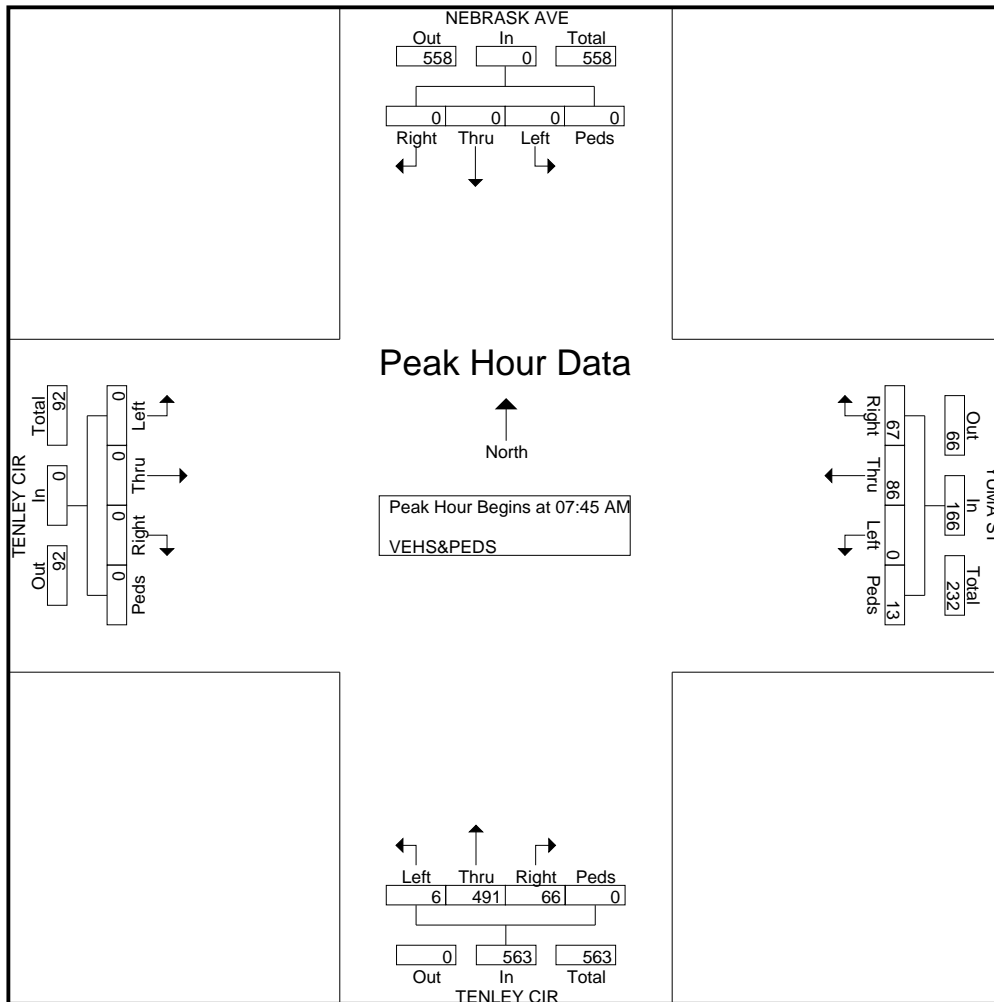 NEBRASK AVE
Out In Total
558 0 558
0 0 0 0
Right Thru Left Peds
Peak Hour Data
North
Peak Hour Begins at 07:45 AM
VEHS&PEDS
TENLEY CIR
Total In Out
92 0 92
0 0 0 0
Left Thru Right Peds
Right Thru Left Peds
67 86 0 13
Out In Total
66 166 232
YUMA ST
Left Thru Right Peds
6 491 66 0
0 563 563
Out In Total
TENLEY CIR